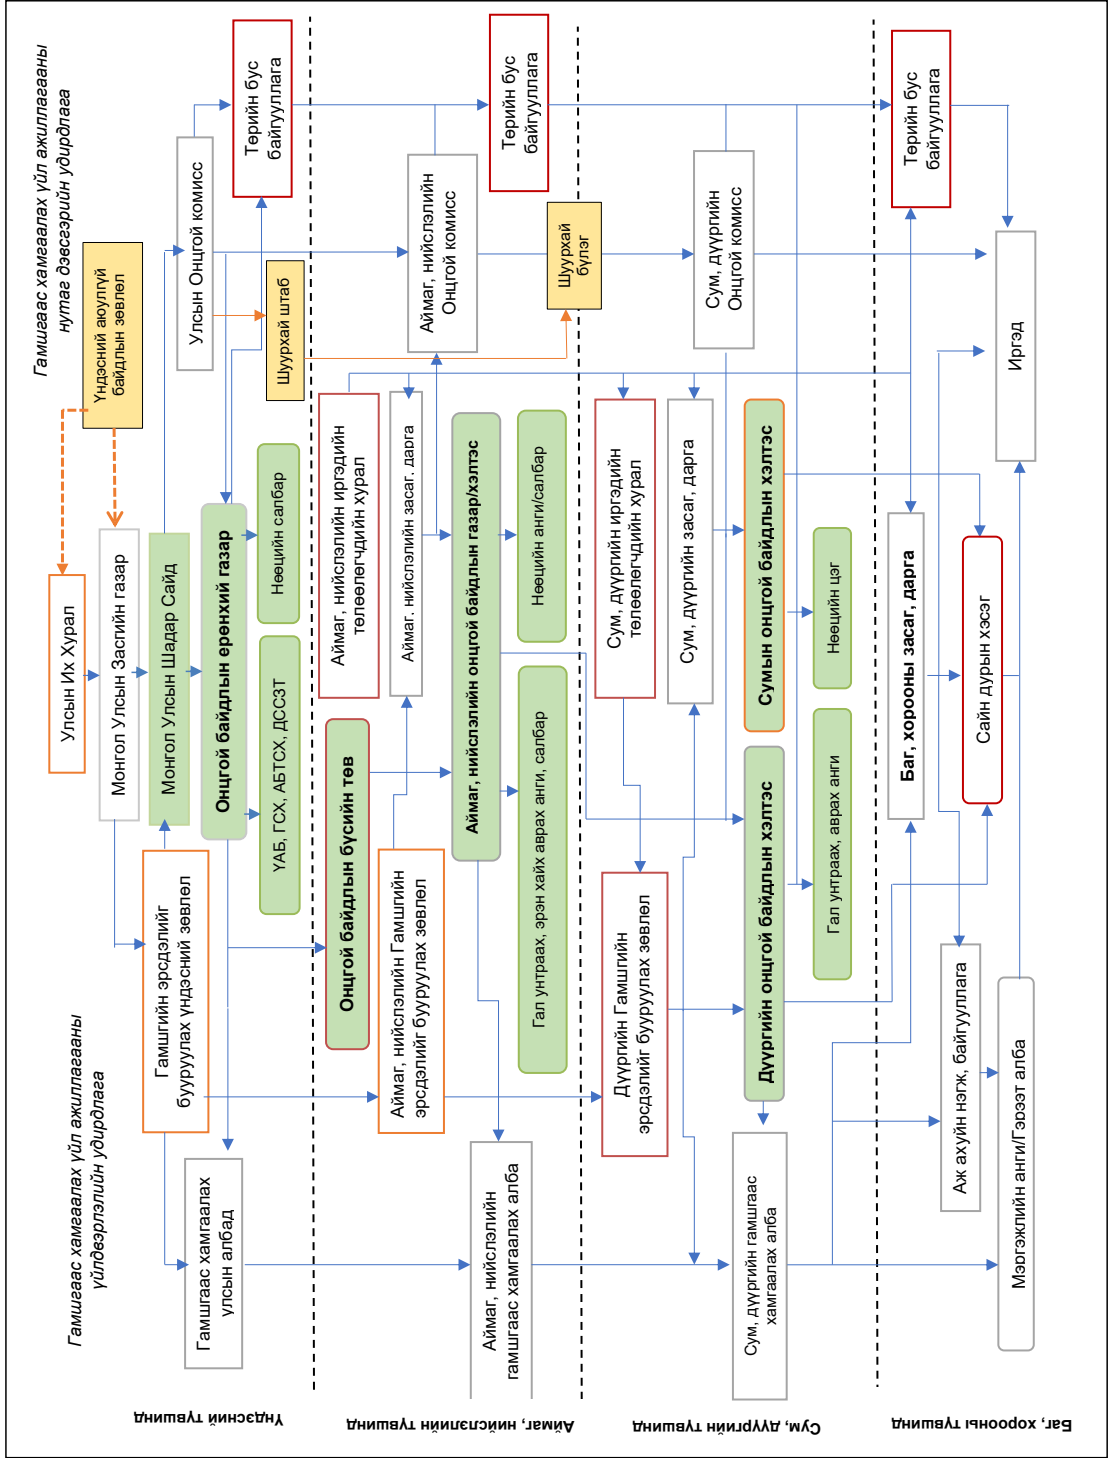 Гамшгаас хамгаалах үйл ажиллагааны
үйлдвэрлэлийн удирдлага
Гамшгаас хамгаалах үйл ажиллагааны
нутаг дэвсгэрийн удирдлага
Үндэсний түвшинд
Улсын Их Хурал
Үндэсний аюулгүй
байдлын зөвлөл
Монгол Улсын Засгийн газар
Гамшгийн эрсдэлийг
бууруулах үндэсний зөвлөл
Монгол Улсын Шадар Сайд
Улсын Онцгой комисс
Гамшгаас хамгаалах
улсын албад
Онцгой байдлын ерөнхий газар
Төрийн бус
байгууллага
ҮАБ, ГСХ, АБТСХ, ДССЗТ
Нөөцийн салбар
Шуурхай штаб
Аймаг, нийслэлийн түвшинд
Онцгой байдлын бүсийн төв
Аймаг, нийслэлийн иргэдийн
төлөөлөгчдийн хурал
Аймаг, нийслэлийн Гамшгийн
эрсдэлийг бууруулах зөвлөл
Аймаг, нийслэлийн засаг, дарга
Аймаг, нийслэлийн
Онцгой комисс
Аймаг, нийслэлийн
гамшгаас хамгаалах алба
Аймаг, нийслэлийн онцгой байдлын газар/хэлтэс
Төрийн бус
байгууллага
Гал унтраах, эрэн хайх аврах анги, салбар
Нөөцийн анги/салбар
Шуурхай
бүлэг
Сум, дүүргийн түвшинд
Дүүргийн Гамшгийн
эрсдэлийг бууруулах зөвлөл
Сум, дүүргийн иргэдийн
төлөөлөгчдийн хурал
Сум, дүүргийн засаг, дарга
Сум, дүүргийн
Онцгой комисс
Сум, дүүргийн гамшгаас
хамгаалах алба
Дүүргийн онцгой байдлын хэлтэс
Сумын онцгой байдлын хэлтэс
Гал унтраах, аврах анги
Нөөцийн цэг
Баг, хорооны түвшинд
Баг, хорооны засаг, дарга
Төрийн бус
байгууллага
Аж ахуйн нэгж, байгууллага
Сайн дурын хэсэг
Иргэд
Мэргэжлийн анги/Гэрээт алба